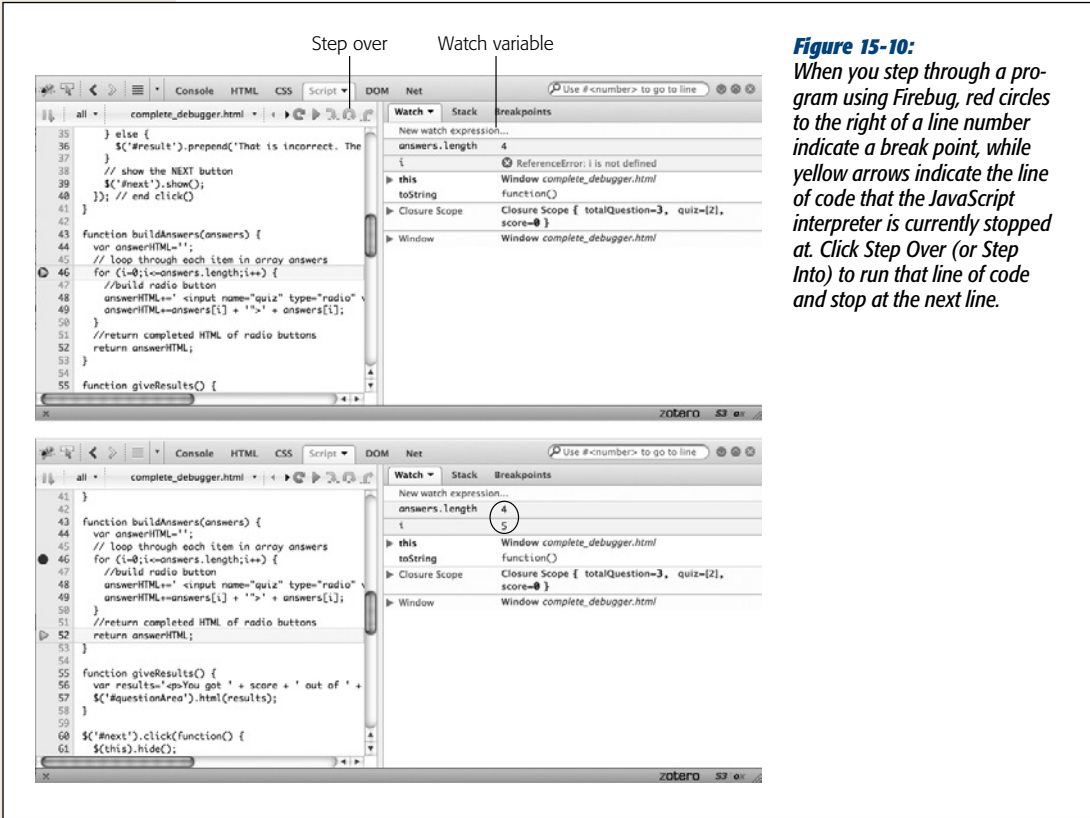 Step over Watch variable
Figure 15-10:
When you step through a pro-
gram using Firebug, red circles
to the right of a line number
indicate a break point, while
yellow arrows indicate the line
of code that the JavaScript
interpreter is currently stopped
at. Click Step Over (or Step
Into) to run that line of code
and stop at the next line.
Console HTML CSS Script DOM Net Use #<number> to go to line
all complete_debugger.html Watch Stack Breakpoints
35 } else {
36 $('#result').prepend('That is incorrect. The
37 }
38 // show the NEXT button
39 $('#next').show();
40 }); // end click()
41 }
42
43 function buildAnswers(answers) {
44 var answerHTML='';
45 // loop through each item in array answers
46 for (i=0;i<=answers.length;i++) {
47 //build radio button
48 answerHTML+=' <input name="quiz" type="radio"
49 answerHTML+=answers[i] + '">' + answers[i];
50 }
51 //return completed HTML of radio buttons
52 return answerHTML;
53 }
54
55 function giveResults() {
New watch expression...
answers.length 4
i ReferenceError: i is not defined
this Window complete_debugger.html
toString function()
Closure Scope Closure Scope { totalQuestion=3, quiz=[2],
score=0 }
Window Window complete_debugger.html
x zotero S3
Console HTML CSS Script DOM Net Use #<number> to go to line
all complete_debugger.html Watch Stack Breakpoints
41 }
42
43 function buildAnswers(answers) {
44 var answerHTML='';
45 // loop through each item in array answers
46 for (i=0;i<=answers.length;i++) {
47 //build radio button
48 answerHTML+=' <input name="quiz" type="radio"
49 answerHTML+=answers[i] + '">' + answers[i];
50 }
51 //return completed HTML of radio buttons
52 return answerHTML;
53 }
54
55 function giveResults() {
56 var results='<p>You got ' + score + ' out of ' +
57 $('#questionArea').html(results);
58 }
59
60 $('#next').click(function() {
61 $(this).hide();
New watch expression...
answers.length 4
i 5
this Window complete_debugger.html
toString function()
Closure Scope Closure Scope { totalQuestion=3, quiz=[2],
score=0 }
Window Window complete_debugger.html
x zotero S3